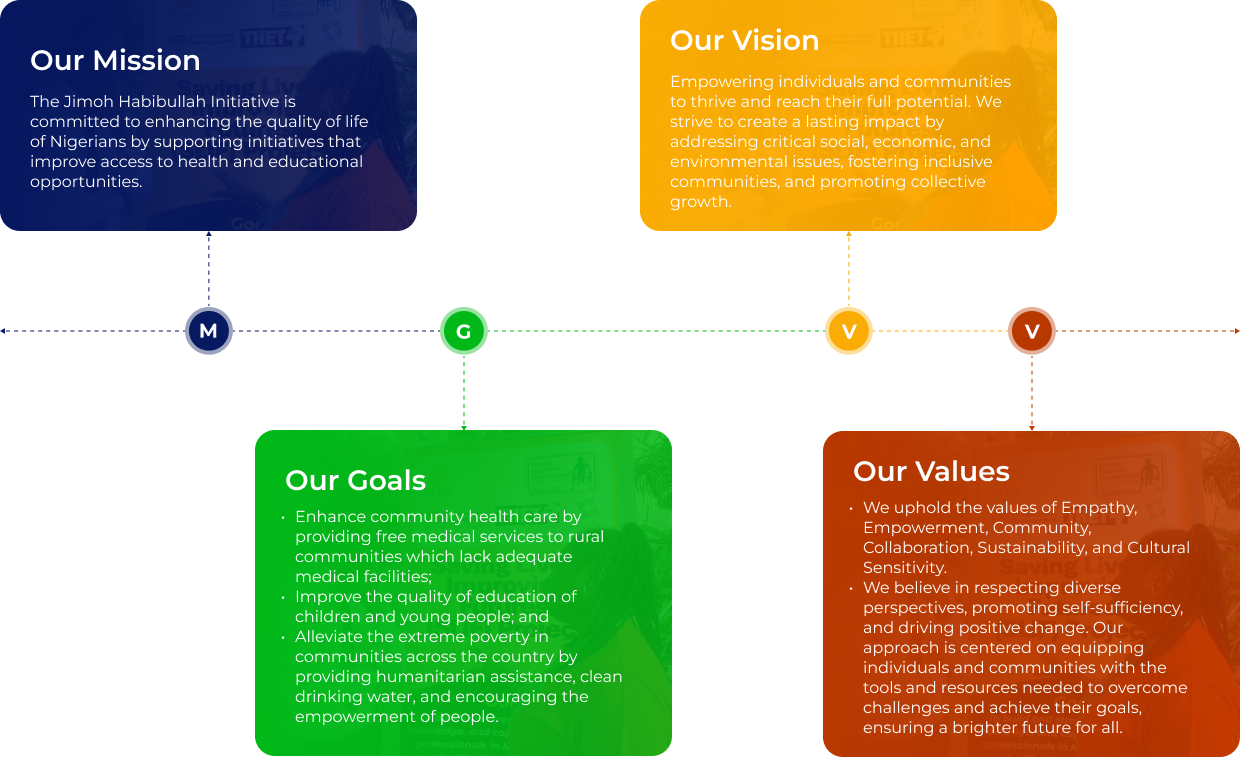 Our Mission
The Jimoh Habibullah Initiative is
committed to enhancing the quality of life
of Nigerians by supporting initiatives that
improve access to health and educational
opportunities.
Our Vision
Empowering individuals and communities
to thrive and reach their full potential. We
strive to create a lasting impact by
addressing critical social, economic, and
environmental issues, fostering inclusive
communities, and promoting collective
growth.
THET
THET
M
G
V
V
Our Goals
• Enhance community health care by
providing free medical services to rural
communities which lack adequate
medical facilities;
• Improve the quality of education of
children and young people; and
• Alleviate the extreme poverty in
communities across the country by
providing humanitarian assistance, clean
drinking water, and encouraging the
empowerment of people.
Our Values
• We uphold the values of Empathy,
Empowerment, Community,
Collaboration, Sustainability, and Cultural
Sensitivity.
• We believe in respecting diverse
perspectives, promoting self-sufficiency,
and driving positive change. Our
approach is centered on equipping
individuals and communities with the
tools and resources needed to overcome
challenges and achieve their goals,
ensuring a brighter future for all.